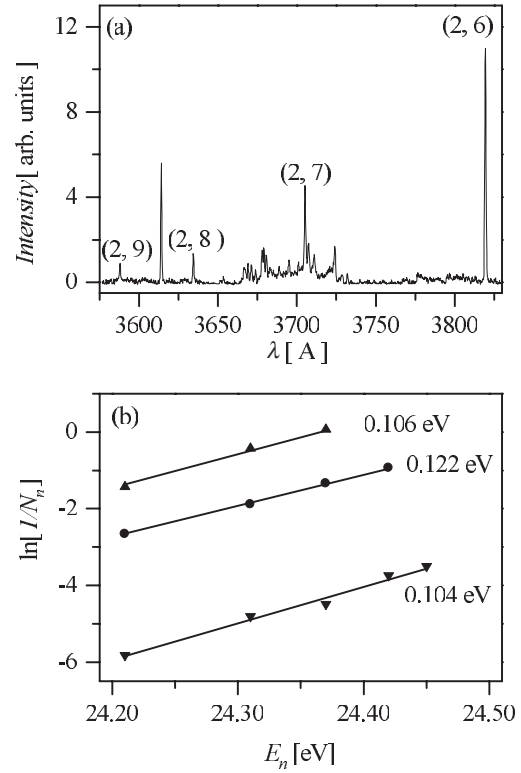 (a)
(2, 6)
(2, 7)
(2, 9)
(2, 8)
12
8
4
0
Intensity[ arb. units ]
3600 3650 3700 3750 3800
λ[ A ]
(b)
0.106 eV
0.122 eV
0.104 eV
0
-2
-4
-6
ln[ 1/Nₙ]
24.20 24.30 24.40 24.50
Eₙ[eV]